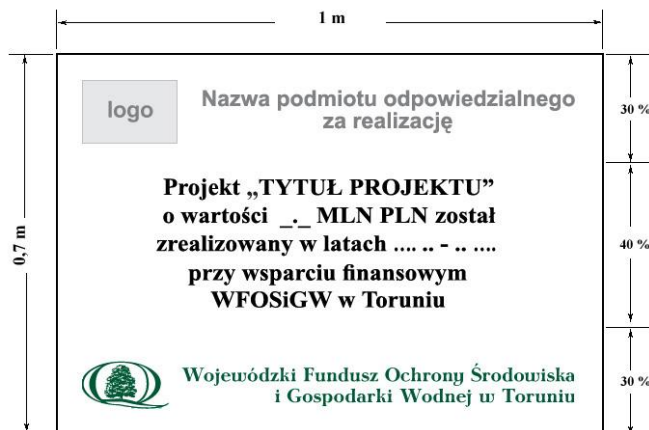 1 m
logo
Nazwa podmiotu odpowiedzialnego
za realizację
30 %
Projekt „TYTUŁ PROJEKTU”
o wartości _._ MLN PLN został
zrealizowany w latach .... .. - .. ....
przy wsparciu finansowym
WFOSiGW w Toruniu
0,7 m
40 %
Wojewódzki Fundusz Ochrony Środowiska
i Gospodarki Wodnej w Toruniu
30 %